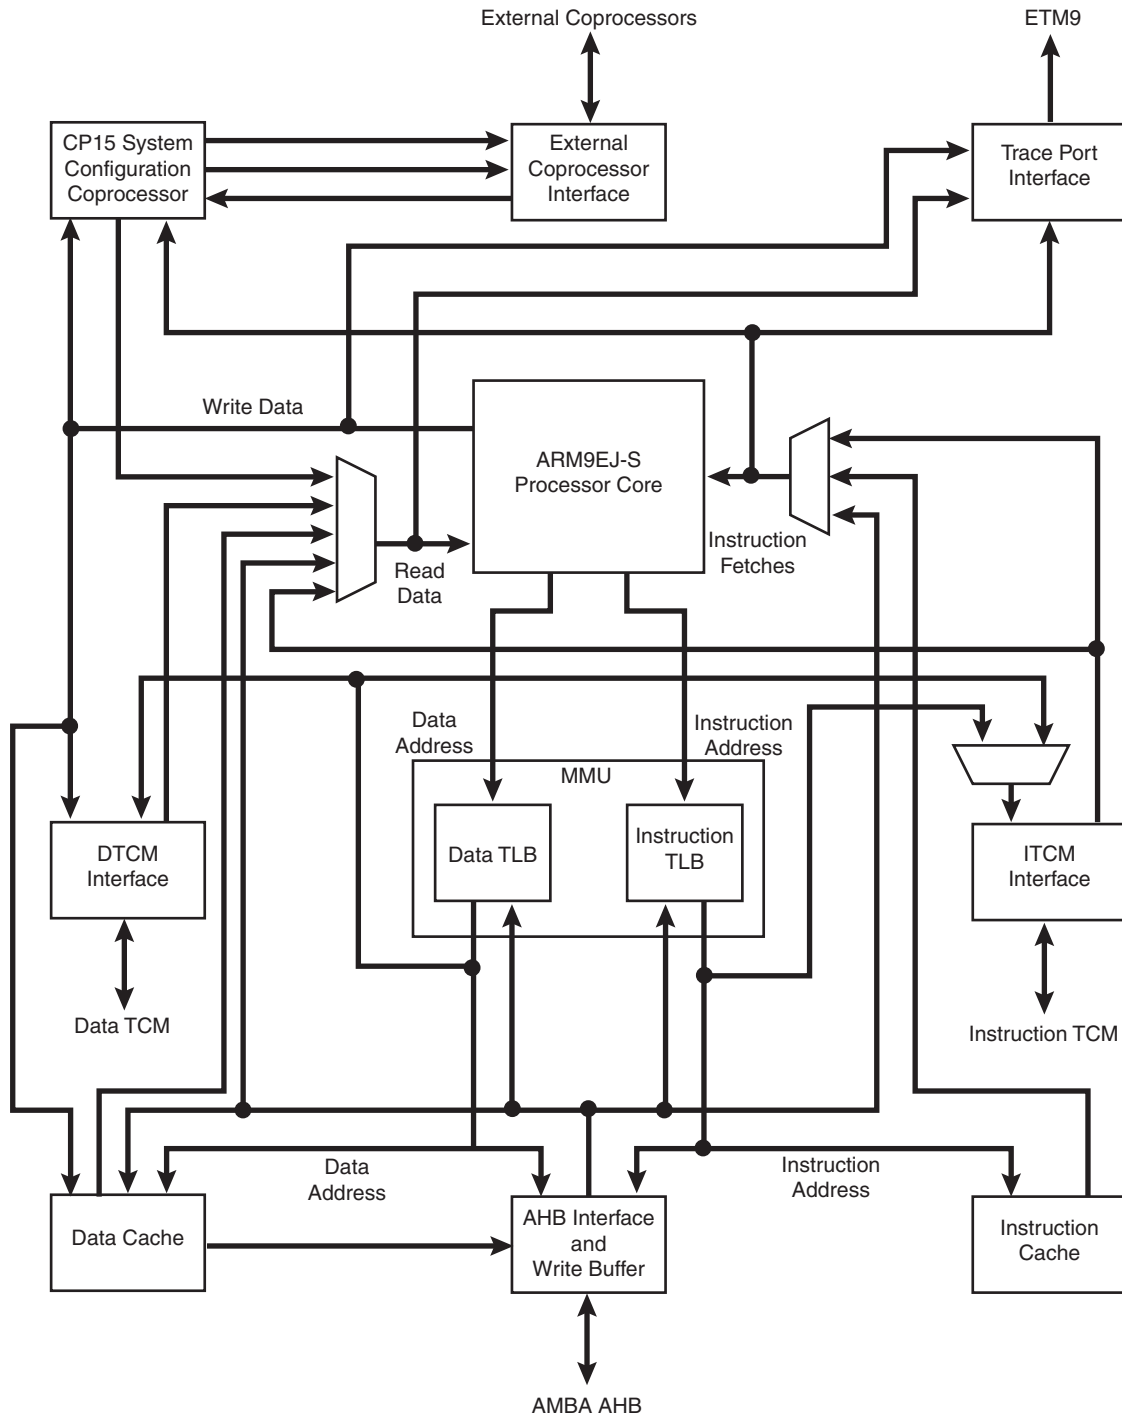 External Coprocessors
ETM9
CP15 System
Configuration
Coprocessor
External
Coprocessor
Interface
Trace Port
Interface
Write Data
ARM9EJ-S
Processor Core
Instruction
Fetches
Read
Data
Data
Address
Instruction
Address
MMU
DTCM
Interface
Data TLB
Instruction
TLB
ITCM
Interface
Data TCM
Instruction TCM
Data
Address
Instruction
Address
Data Cache
AHB Interface
and
Write Buffer
Instruction
Cache
AMBA AHB